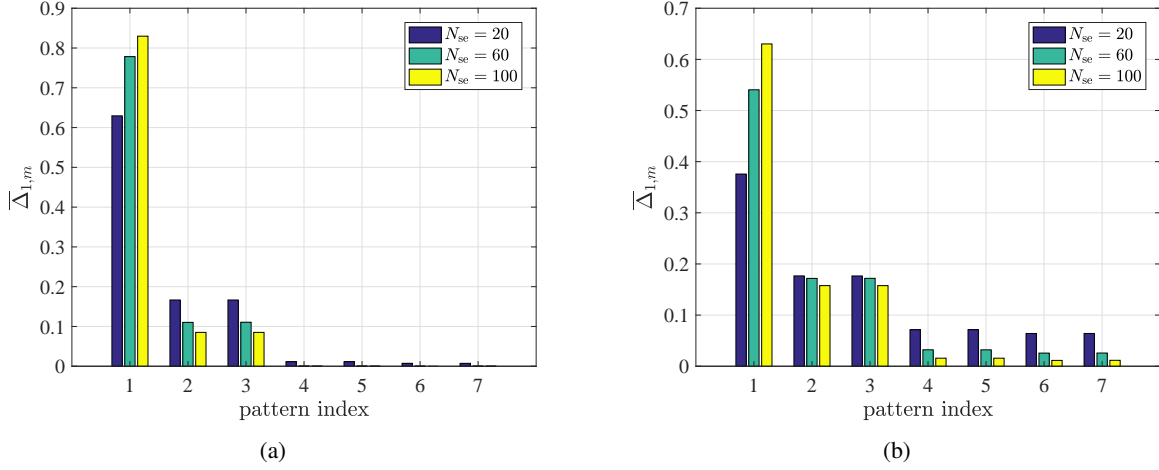 0.9
0.8
0.7
0.6
0.5
0.4
0.3
0.2
0.1
0
Δ̅₁,ₘ
N_se = 20
N_se = 60
N_se = 100
1 2 3 4 5 6 7
pattern index
(a)
0.7
0.6
0.5
0.4
0.3
0.2
0.1
0
Δ̅₁,ₘ
N_se = 20
N_se = 60
N_se = 100
1 2 3 4 5 6 7
pattern index
(b)